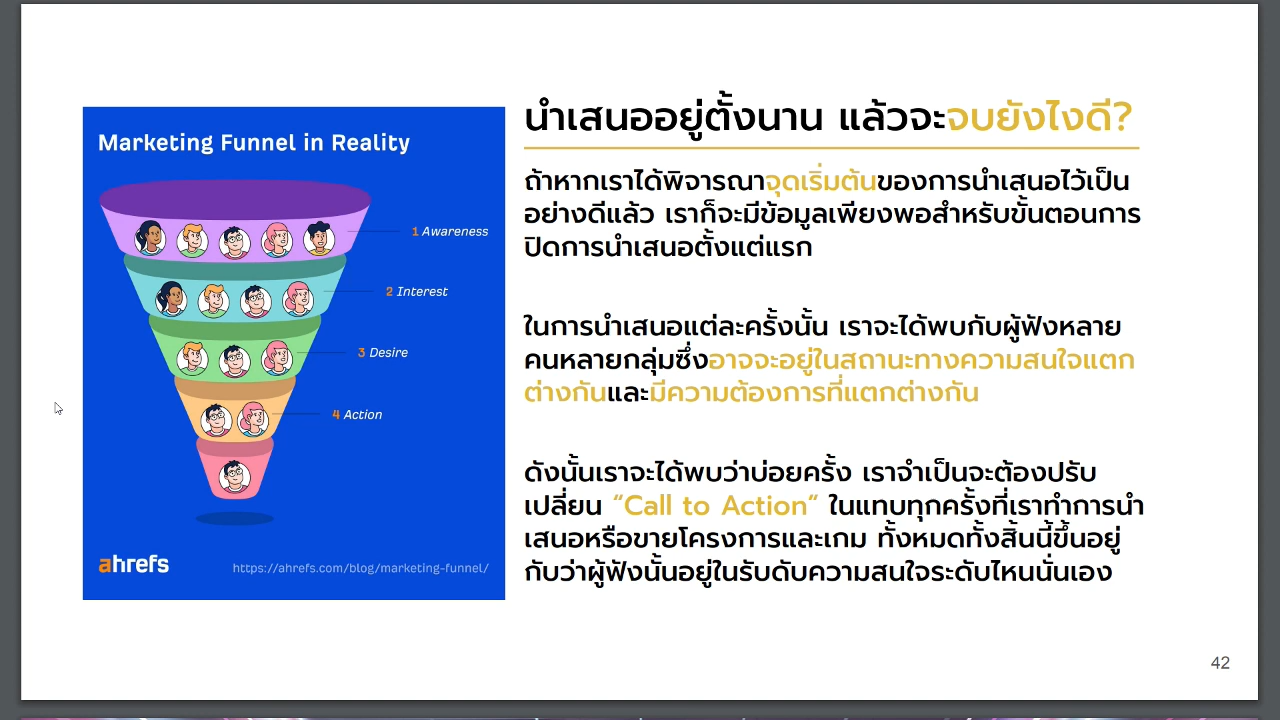 Marketing Funnel in Reality
1 Awareness
2 Interest
3 Desire
4 Action
ahrefs
https://ahrefs.com/blog/marketing-funnel/
นำเสนออยู่ตั้งนาน แล้วจะจบยังไงดี?
ถ้าหากเราได้พิจารณาจุดเริ่มต้นของการนำเสนอไว้เป็น
อย่างดีแล้ว เราก็จะมีข้อมูลเพียงพอสำหรับขั้นตอนการ
ปิดการนำเสนอตั้งแต่แรก
ในการนำเสนอแต่ละครั้งนั้น เราจะได้พบกับผู้ฟังหลาย
คนหลายกลุ่มซึ่งอาจจะอยู่ในสถานะทางความสนใจแตก
ต่างกันและมีความต้องการที่แตกต่างกัน
ดังนั้นเราจะได้พบว่าบ่อยครั้ง เราจำเป็นจะต้องปรับ
เปลี่ยน “Call to Action” ในแทบทุกครั้งที่เราทำการนำ
เสนอหรือขายโครงการและเกม ทั้งหมดทั้งสิ้นนี้ขึ้นอยู่
กับว่าผู้ฟังนั้นอยู่ในรับดับความสนใจระดับไหนนั่นเอง
42